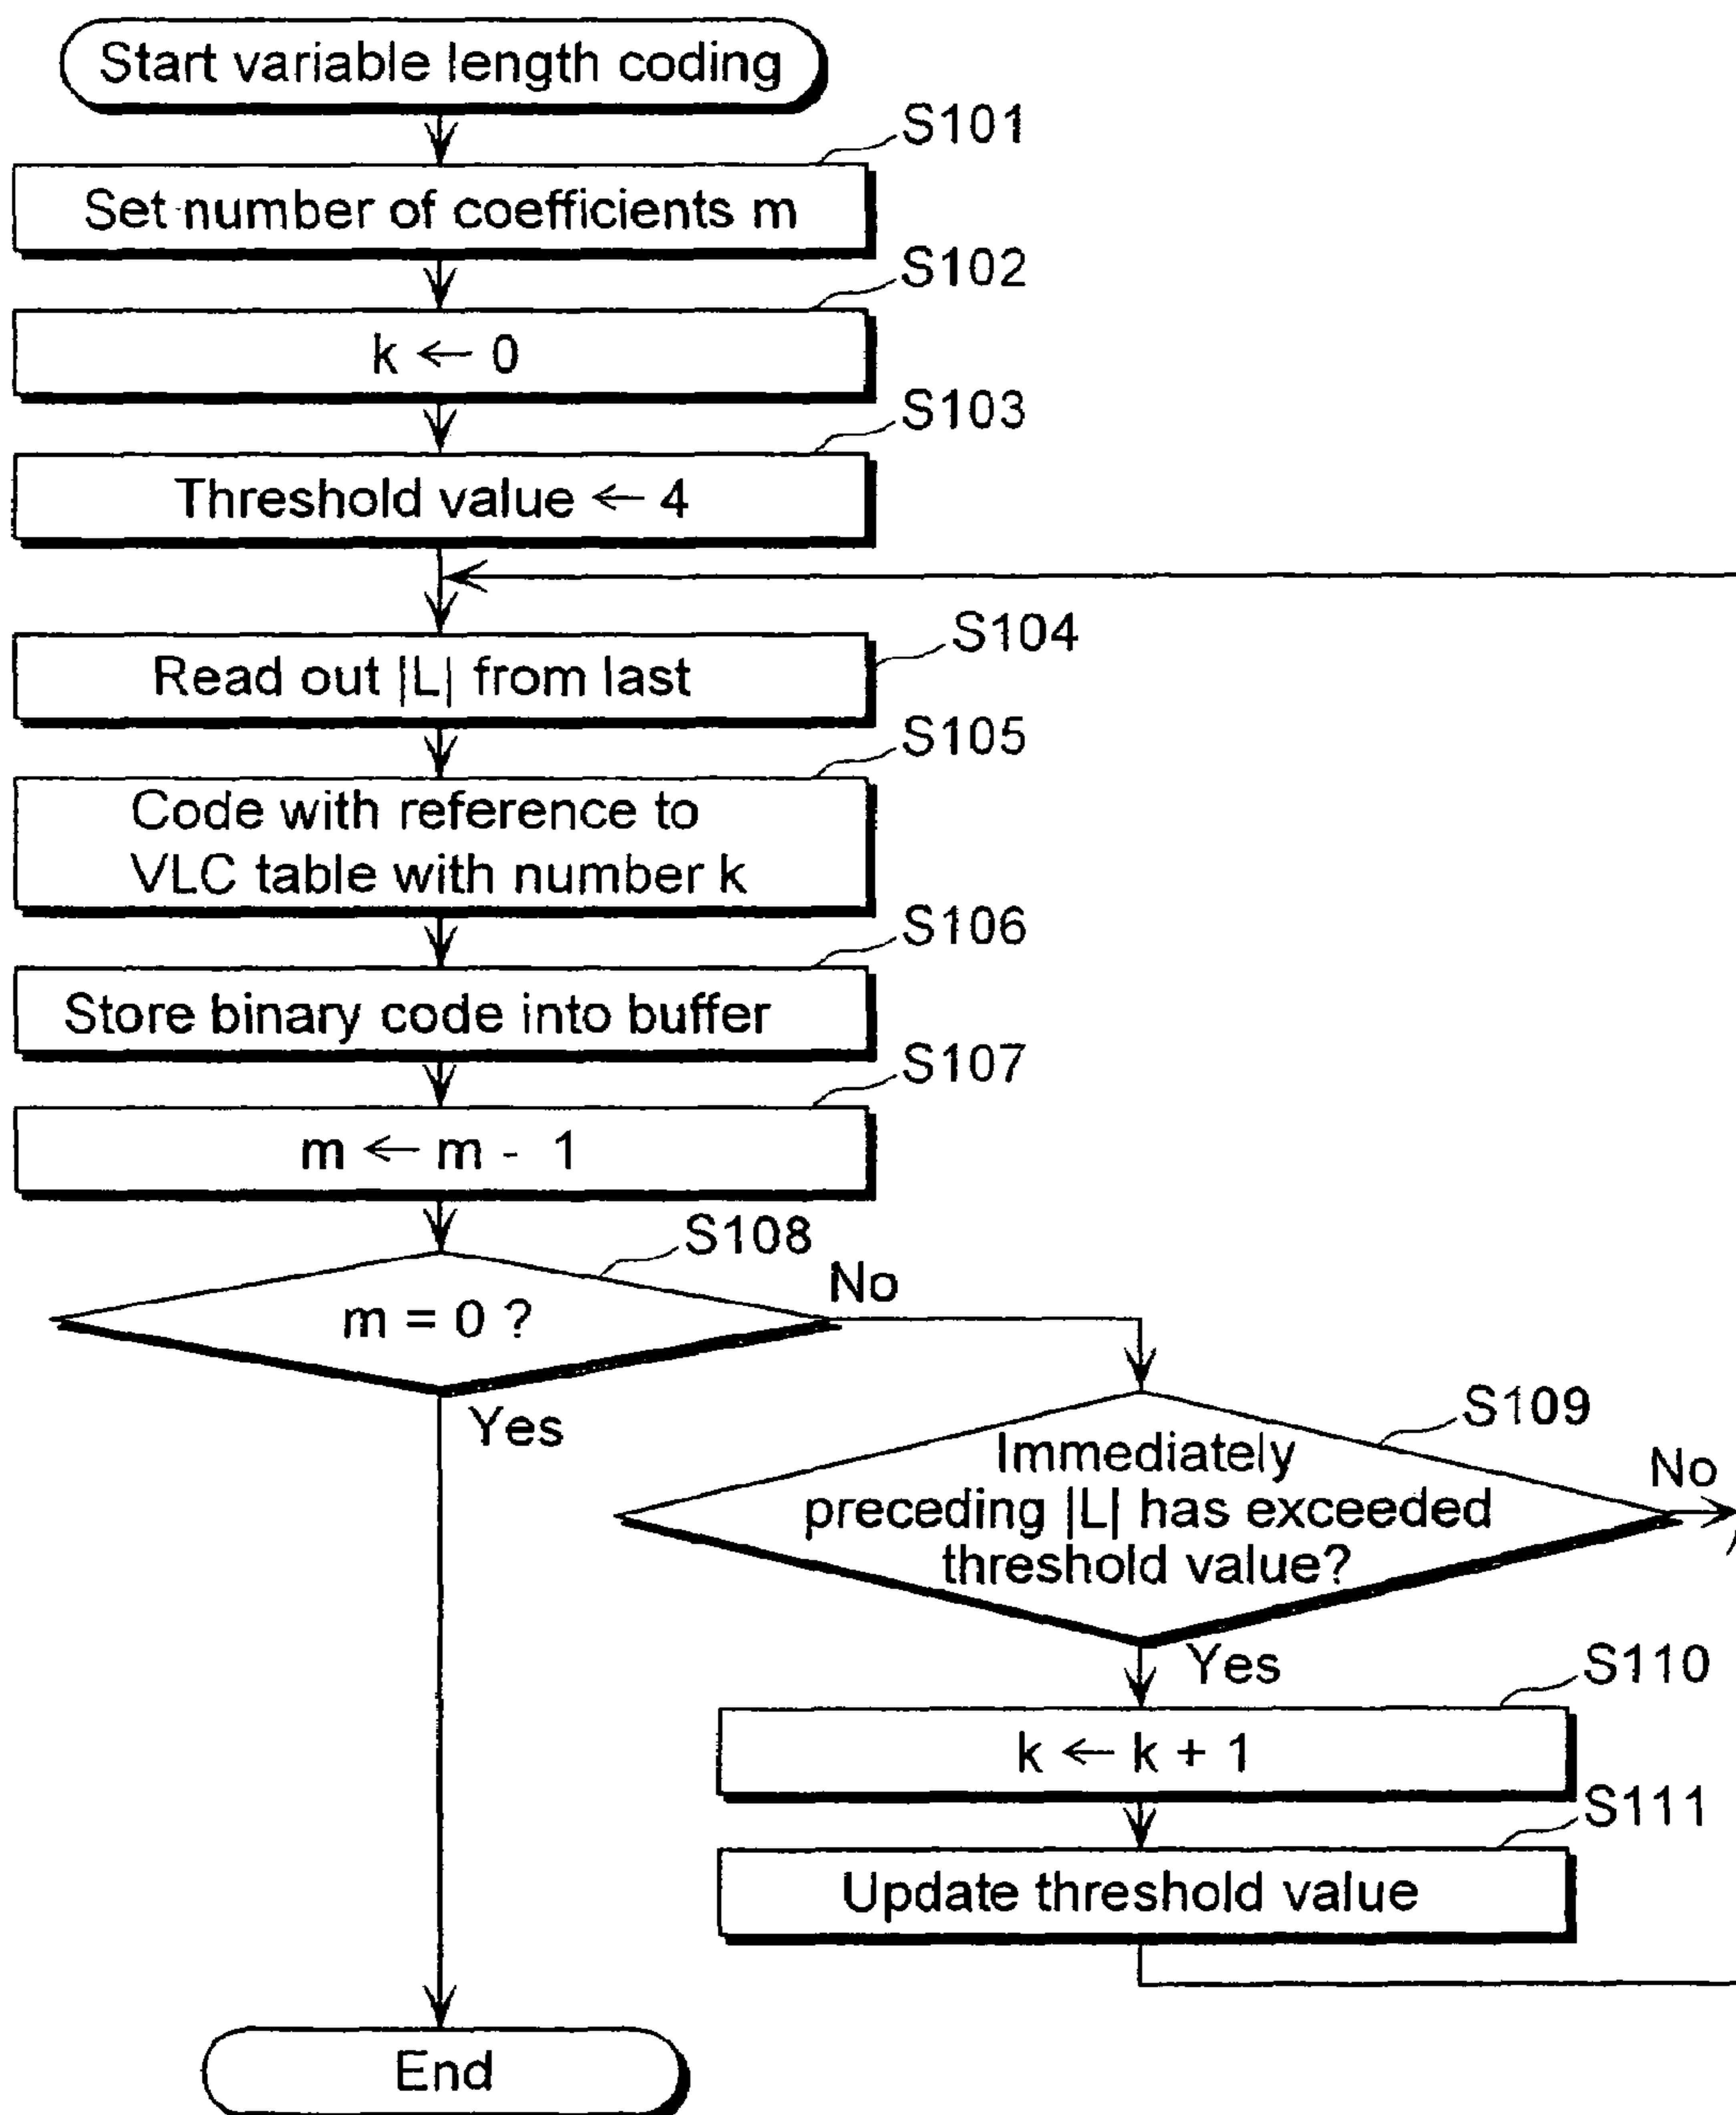 Start variable length coding
S101
Set number of coefficients m
S102
k ← 0
S103
Threshold value ← 4
S104
Read out |L| from last
S105
Code with reference to
VLC table with number k
S106
Store binary code into buffer
S107
m ← m - 1
S108
m = 0 ?
No
Yes
S109
Immediately
preceding |L| has exceeded
threshold value?
No
Yes
S110
k ← k + 1
S111
Update threshold value
End